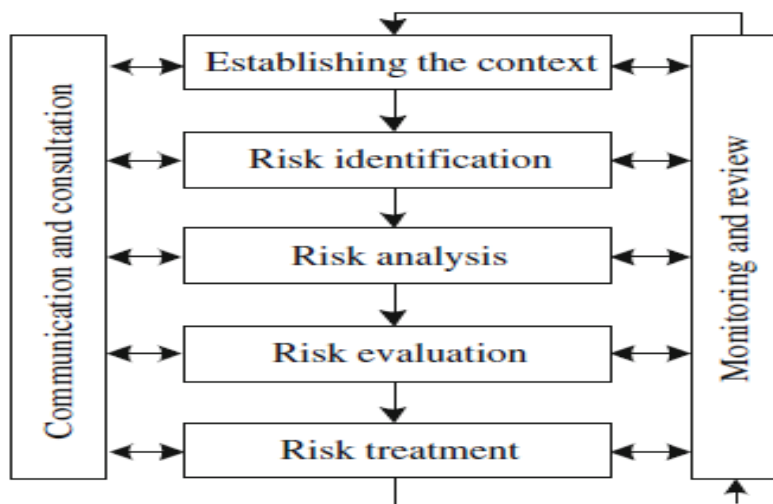 Establishing the context
Risk identification
Risk analysis
Risk evaluation
Risk treatment
Communication and consultation
Monitoring and review